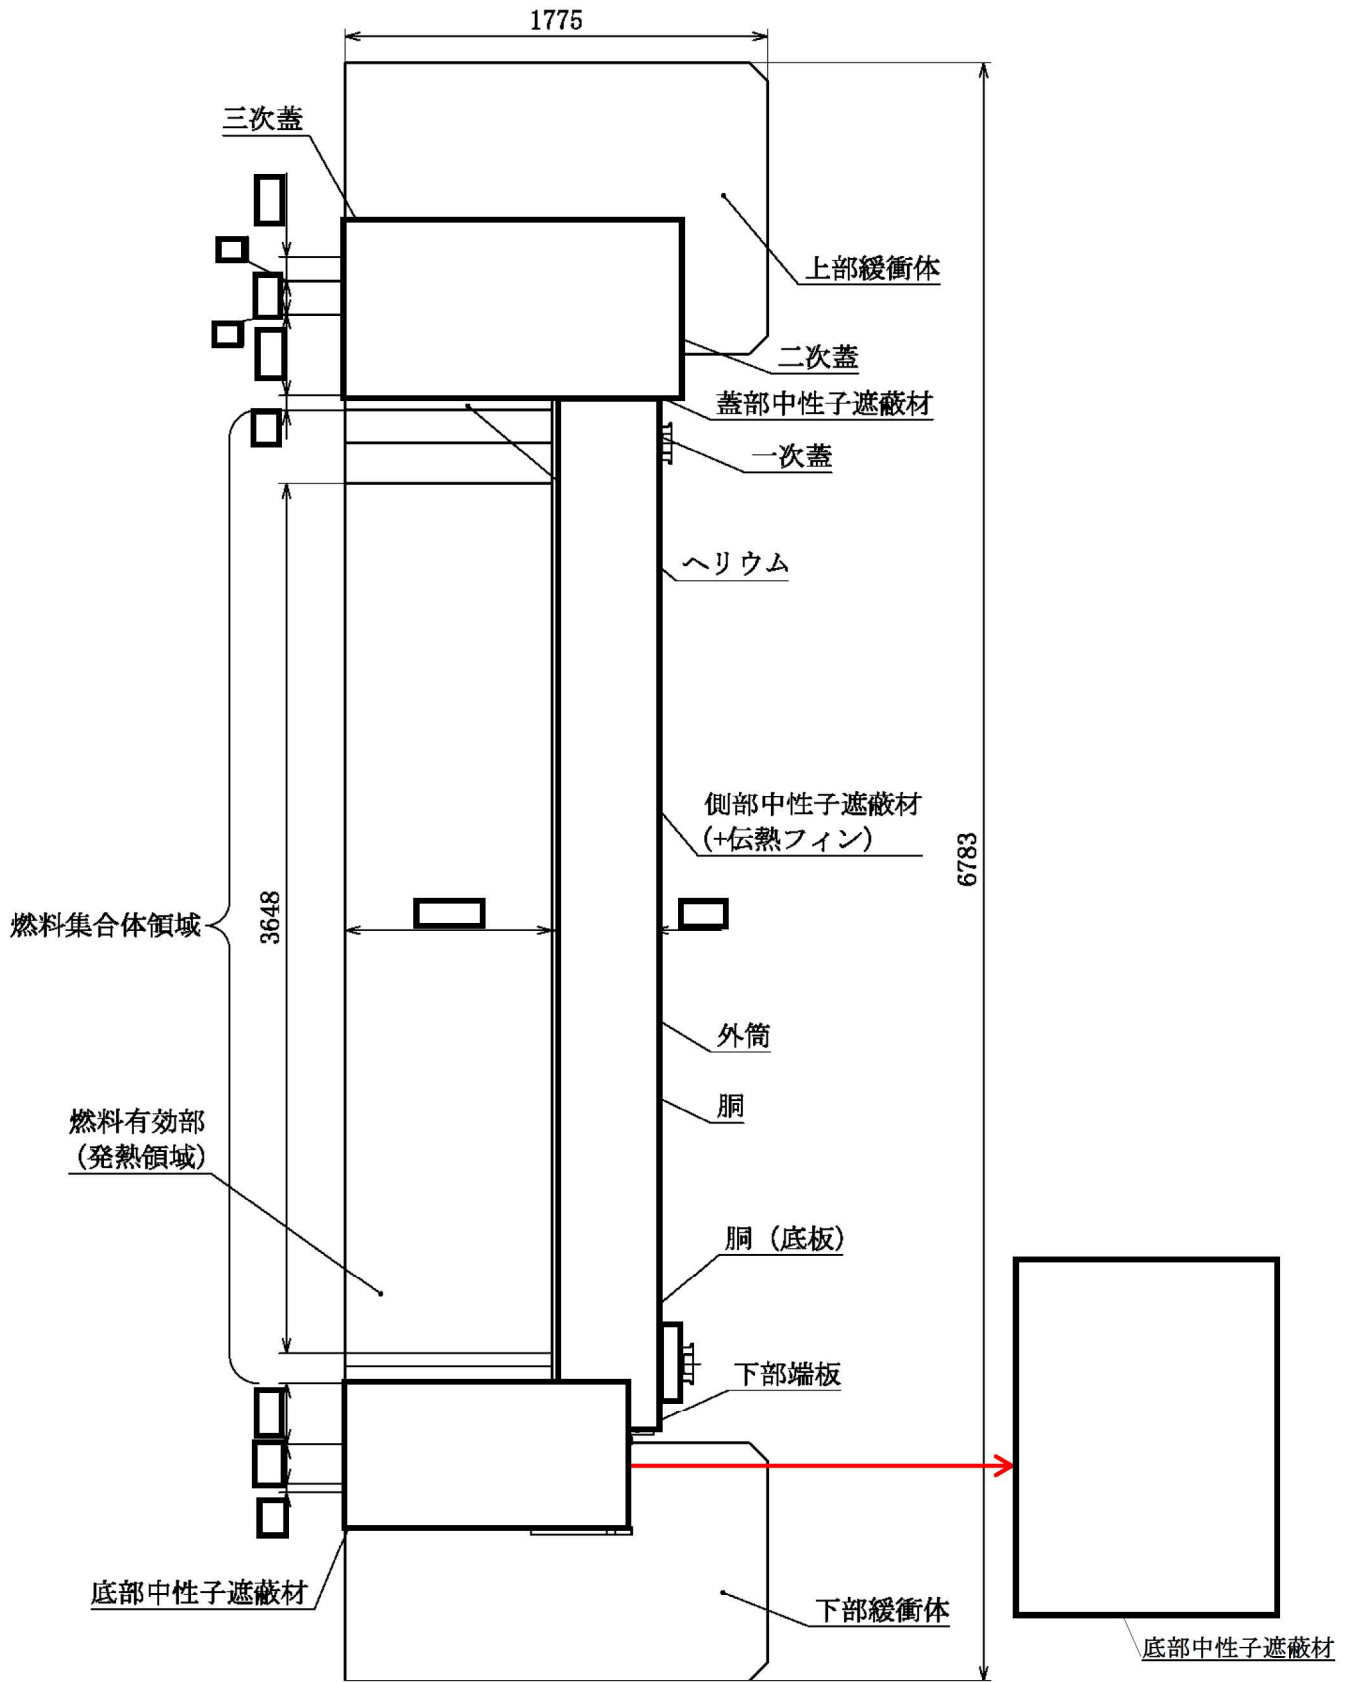 1775
三次蓋
上部緩衝体
二次蓋
蓋部中性子遮蔽材
一次蓋
ヘリウム
側部中性子遮蔽材
(+伝熱フィン)
6783
燃料集合体領域
3648
外筒
燃料有効部
(発熱領域)
胴
胴（底板）
下部端板
底部中性子遮蔽材
下部緩衝体
底部中性子遮蔽材